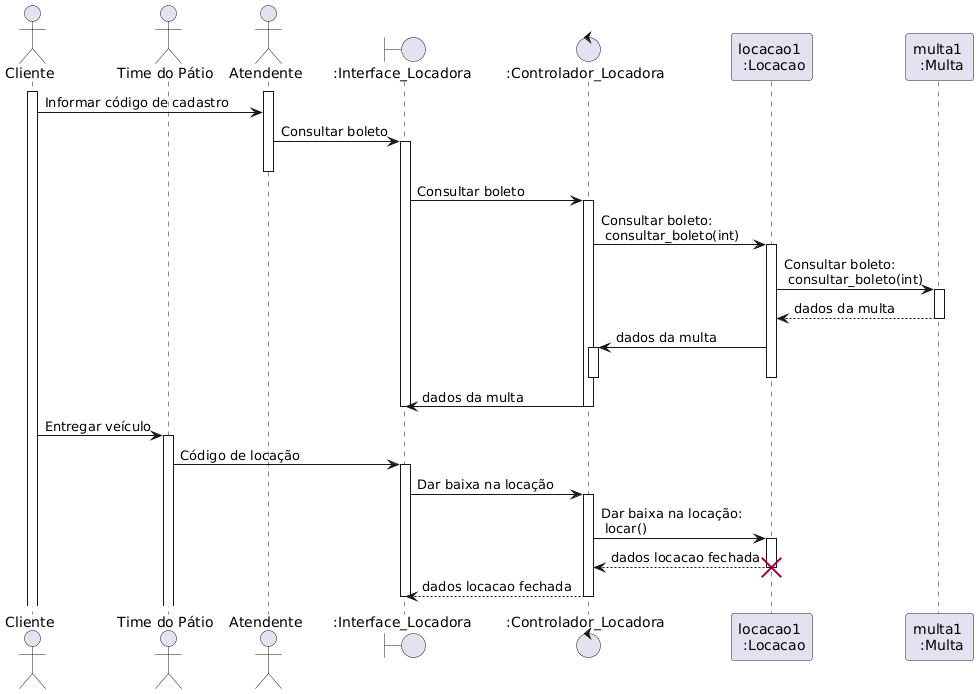 Cliente
Time do Pátio
Atendente
:Interface_Locadora
:Controlador_Locadora
locacao1
:Locacao
multa1
:Multa
Informar código de cadastro
Consultar boleto
Consultar boleto
Consultar boleto:
consultar_boleto(int)
Consultar boleto:
consultar_boleto(int)
dados da multa
dados da multa
dados da multa
Entregar veículo
Código de locação
Dar baixa na locação
Dar baixa na locação:
locar()
dados locacao fechada
dados locacao fechada
Cliente
Time do Pátio
Atendente
:Interface_Locadora
:Controlador_Locadora
locacao1
:Locacao
multa1
:Multa